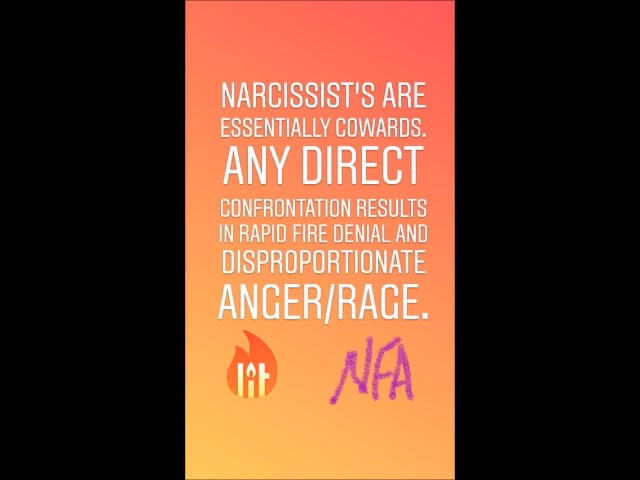 NARCISSIST'S ARE
ESSENTIALLY COWARDS.
ANY DIRECT
CONFRONTATION RESULTS
IN RAPID FIRE DENIAL AND
DISPROPORTIONATE
ANGER/RAGE.
lit
NFA